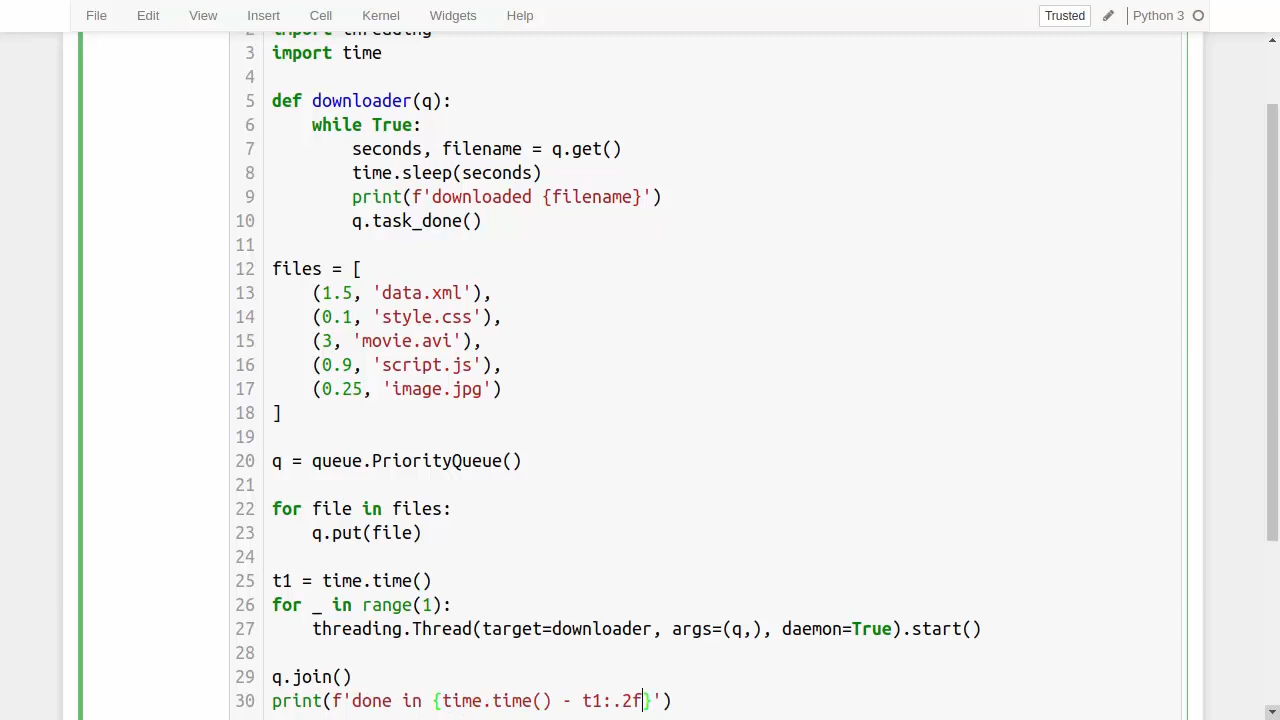 File Edit View Insert Cell Kernel Widgets Help Trusted Python 3
2 import threading
3 import time
4
5 def downloader(q):
6     while True:
7         seconds, filename = q.get()
8         time.sleep(seconds)
9         print(f'downloaded {filename}')
10         q.task_done()
11
12 files = [
13     (1.5, 'data.xml'),
14     (0.1, 'style.css'),
15     (3, 'movie.avi'),
16     (0.9, 'script.js'),
17     (0.25, 'image.jpg')
18 ]
19
20 q = queue.PriorityQueue()
21
22 for file in files:
23     q.put(file)
24
25 t1 = time.time()
26 for _ in range(1):
27     threading.Thread(target=downloader, args=(q,), daemon=True).start()
28
29 q.join()
30 print(f'done in {time.time() - t1:.2f}')